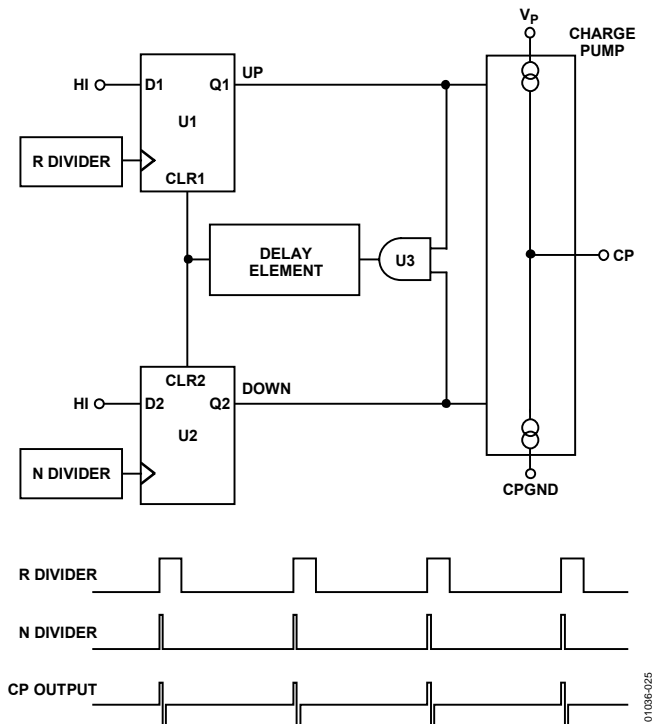 VP
CHARGE
PUMP
HI
D1
Q1
UP
U1
R DIVIDER
CLR1
DELAY
ELEMENT
U3
CP
CLR2
DOWN
HI
D2
Q2
U2
N DIVIDER
CPGND
R DIVIDER
N DIVIDER
CP OUTPUT
01036-025